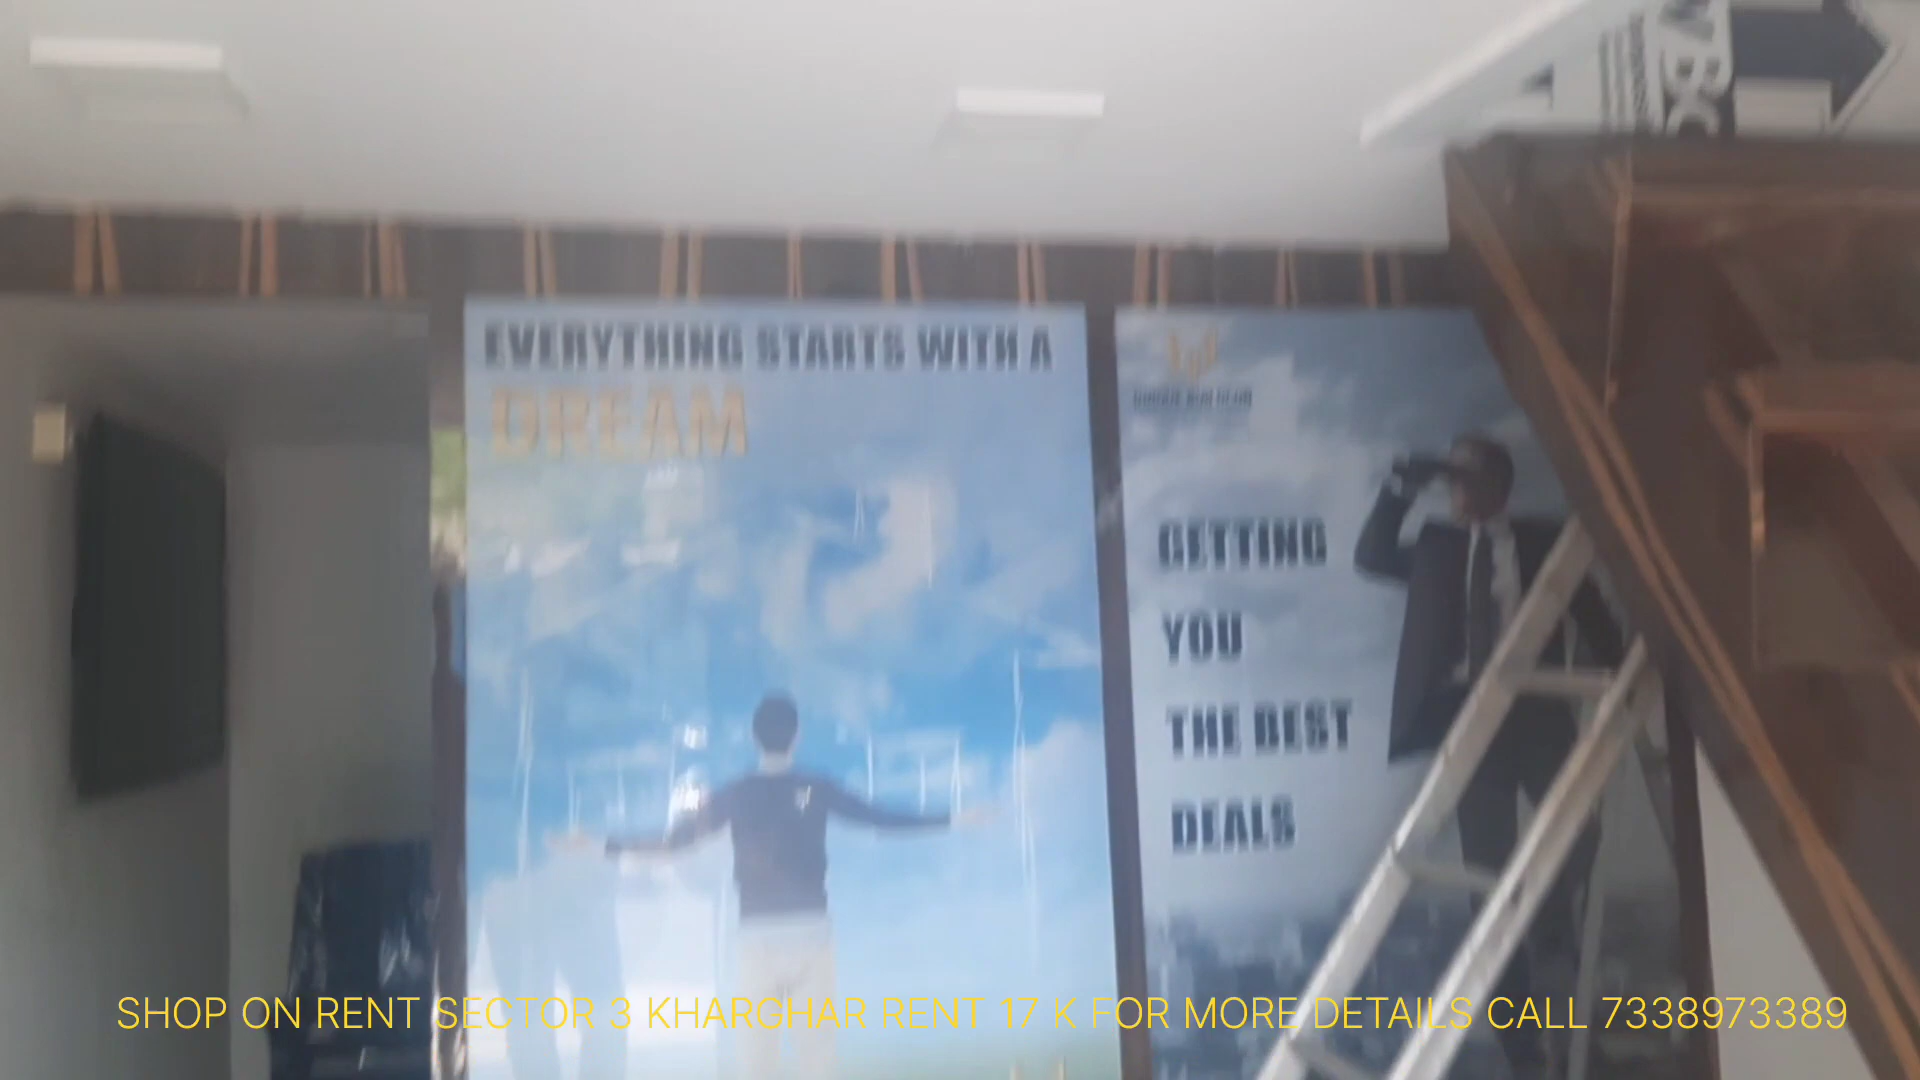 EVERYTHING STARTS WITH A
DREAM
GETTING
YOU
THE BEST
DEALS
SHOP ON RENT SECTOR 3 KHARGHAR RENT 17 K FOR MORE DETAILS CALL 7338973389